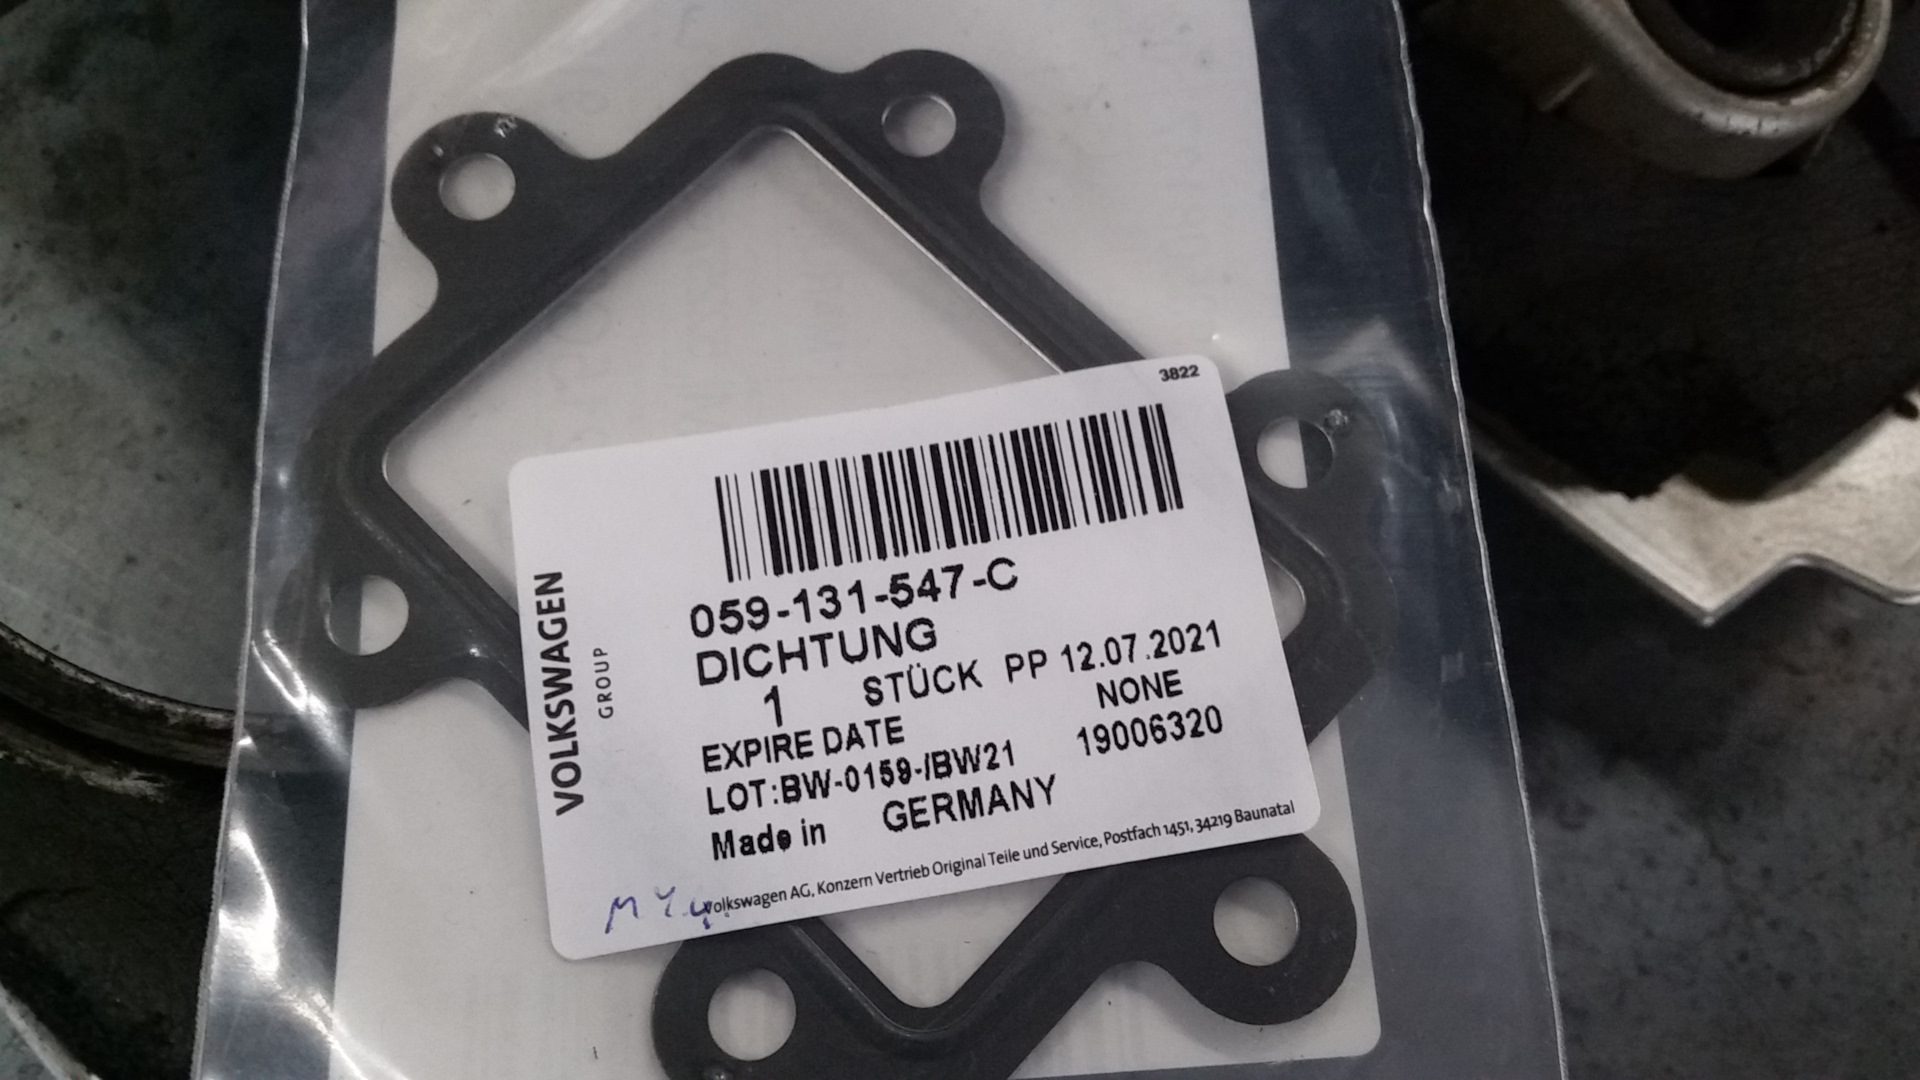 3822
VOLKSWAGEN
GROUP
059-131-547-C
DICHTUNG
1 STÜCK PP 12.07.2021
EXPIRE DATE NONE
LOT:BW-0159-IBW21 19006320
Made in GERMANY
Volkswagen AG, Konzern Vertrieb Original Teile und Service, Postfach 1451, 34219 Baunatal